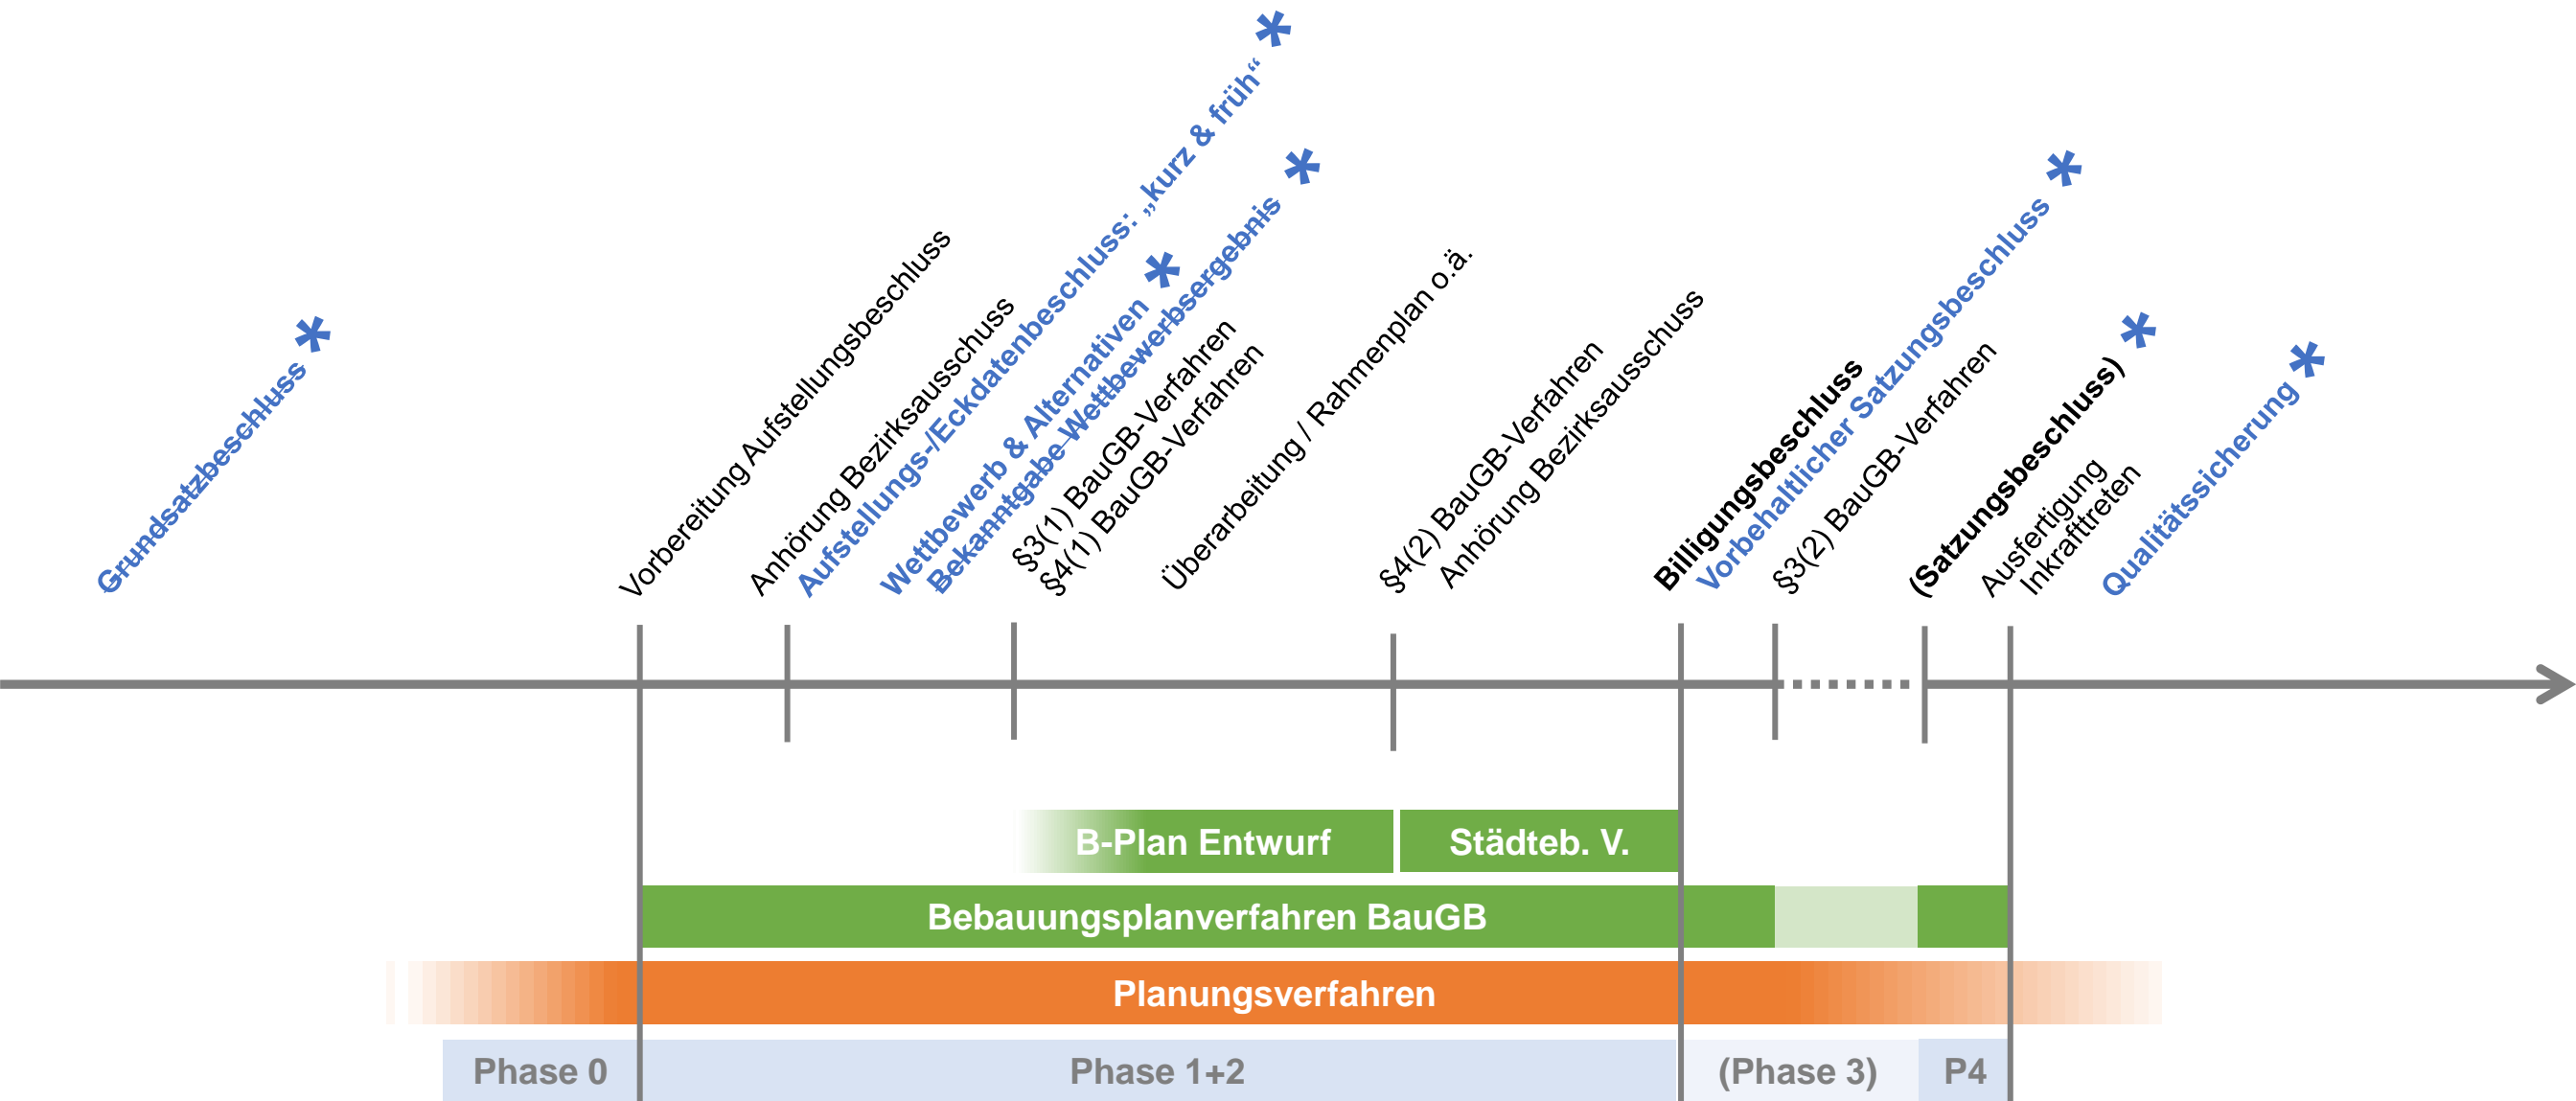 Grundsatzbeschluss *
Vorbereitung Aufstellungsbeschluss
Anhörung Bezirksausschuss
Aufstellungs-/Eckdatenbeschluss: „kurz & früh“ *
Wettbewerb & Alternativen *
Bekanntgabe Wettbewerbsergebnis *
§3(1) BauGB-Verfahren
§4(1) BauGB-Verfahren
Überarbeitung / Rahmenplan o.ä.
§4(2) BauGB-Verfahren
Anhörung Bezirksausschuss
Billigungsbeschluss
Vorbehaltlicher Satzungsbeschluss *
§3(2) BauGB-Verfahren
(Satzungsbeschluss) *
Ausfertigung
Inkrafttreten
Qualitätssicherung *
B-Plan Entwurf
Städteb. V.
Bebauungsplanverfahren BauGB
Planungsverfahren
Phase 0
Phase 1+2
(Phase 3)
P4